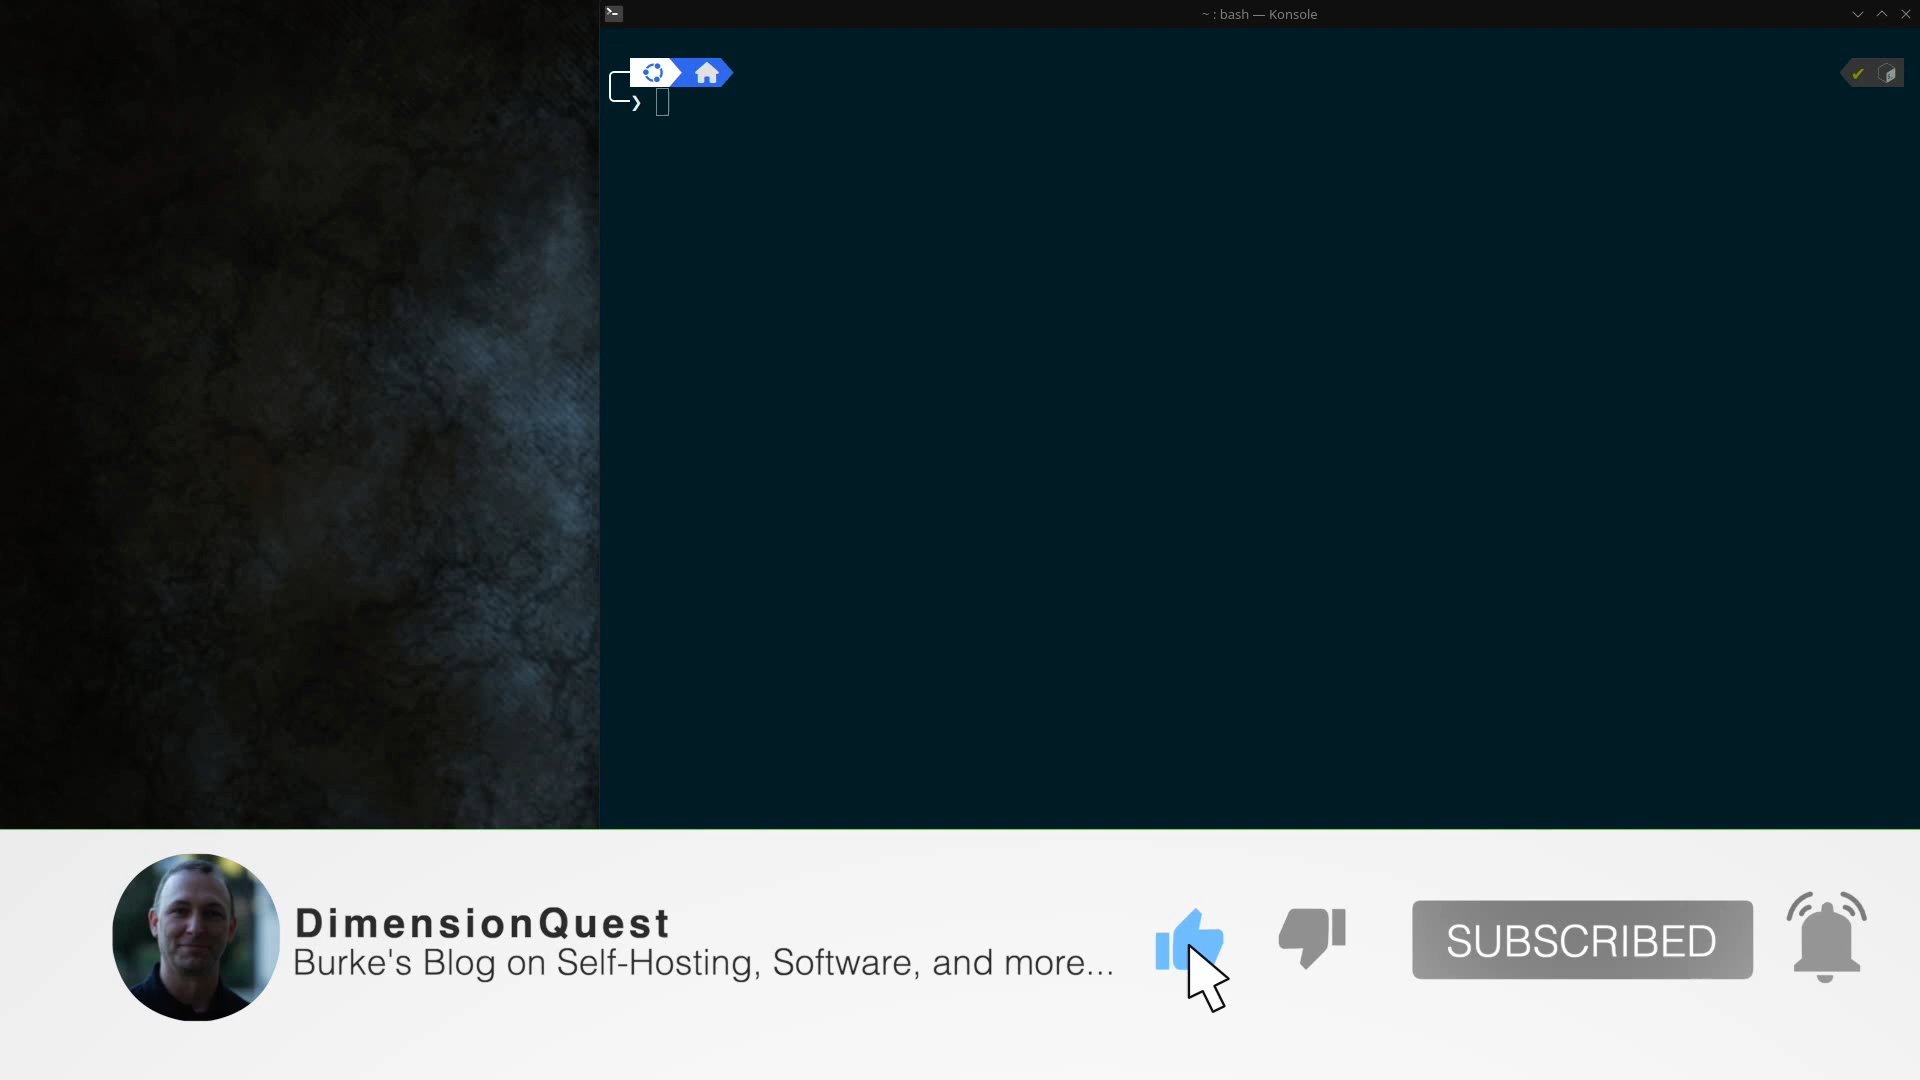 ~ : bash — Konsole
DimensionQuest
Burke's Blog on Self-Hosting, Software, and more...
SUBSCRIBED